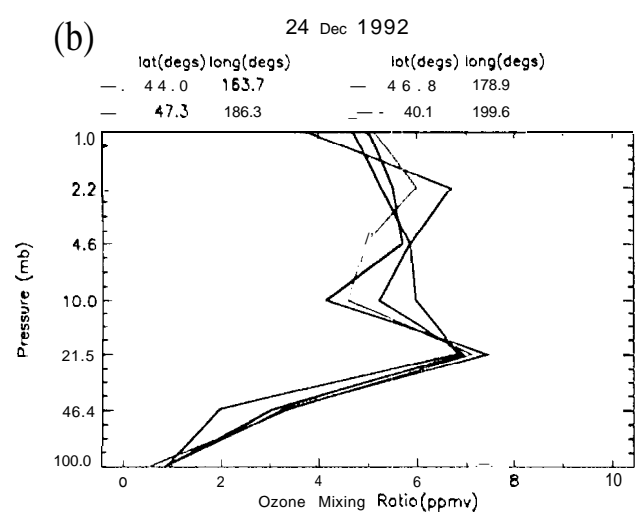 (b)
24 Dec 1992
lat(degs) long(degs) lat(degs) long(degs)
— . 44.0 163.7 — 46.8 178.9
— 47.3 186.3 — - 40.1 199.6
1.0
2.2
4.6
10.0
21.5
46.4
100.0
Pressure (mb)
0 2 4 6 8 10
Ozone Mixing Ratio(ppmv)